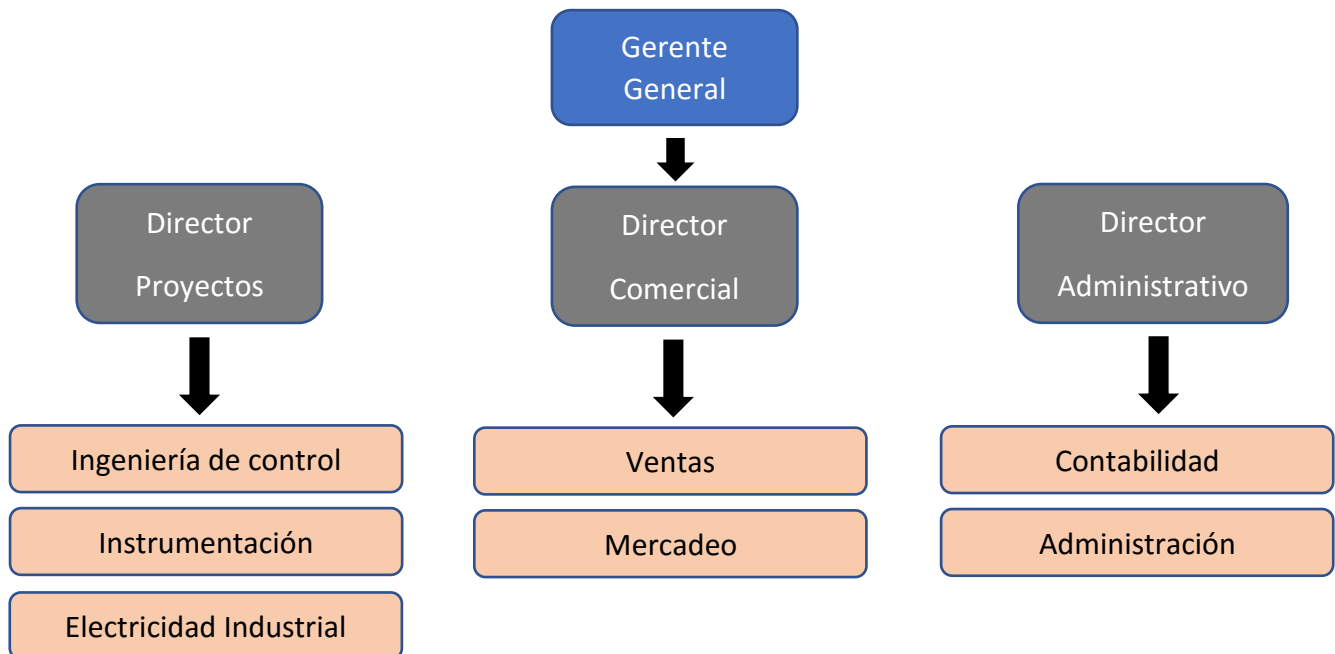 Gerente
General
Director
Proyectos
Director
Comercial
Director
Administrativo
Ingeniería de control
Instrumentación
Electricidad Industrial
Ventas
Mercadeo
Contabilidad
Administración